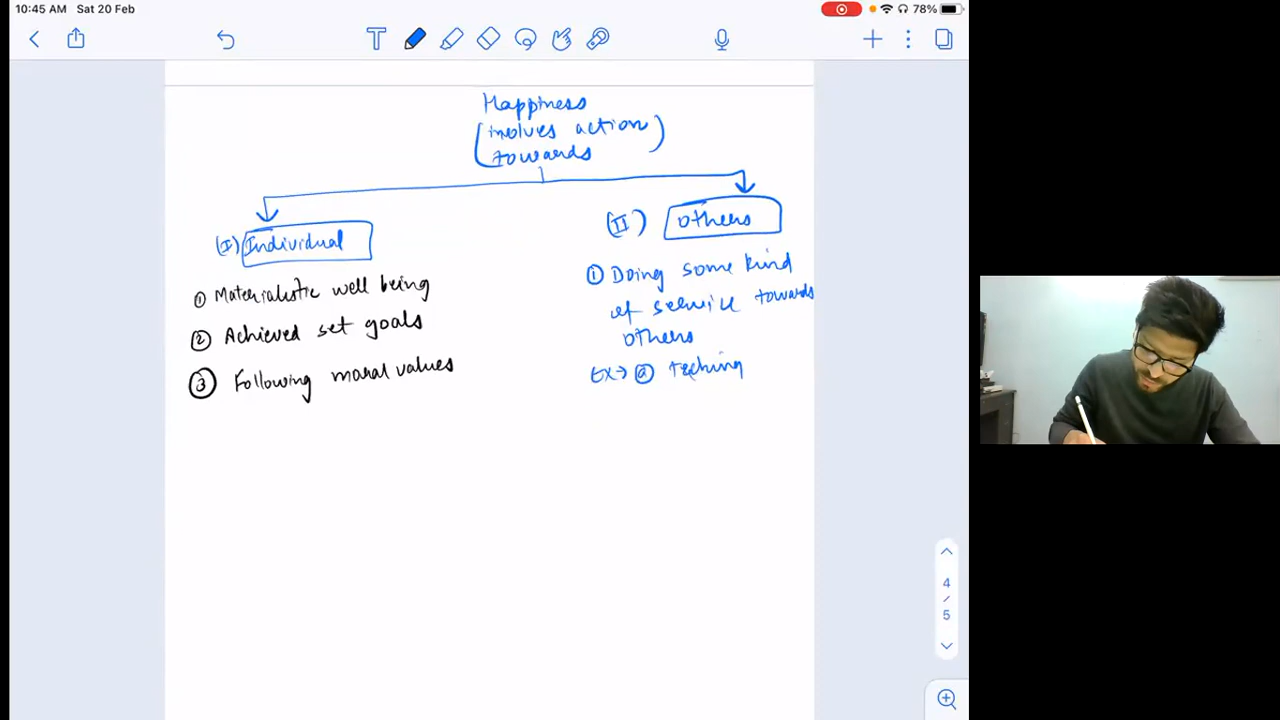 10:45 AM Sat 20 Feb
78%
Happiness
(involves action
towards)
(I) Individual
(II) others
① Materialistic well being
② Achieved set goals
③ Following moral values
① Doing some kind
of service towards
others
Ex → ⓐ teching
4
/
5